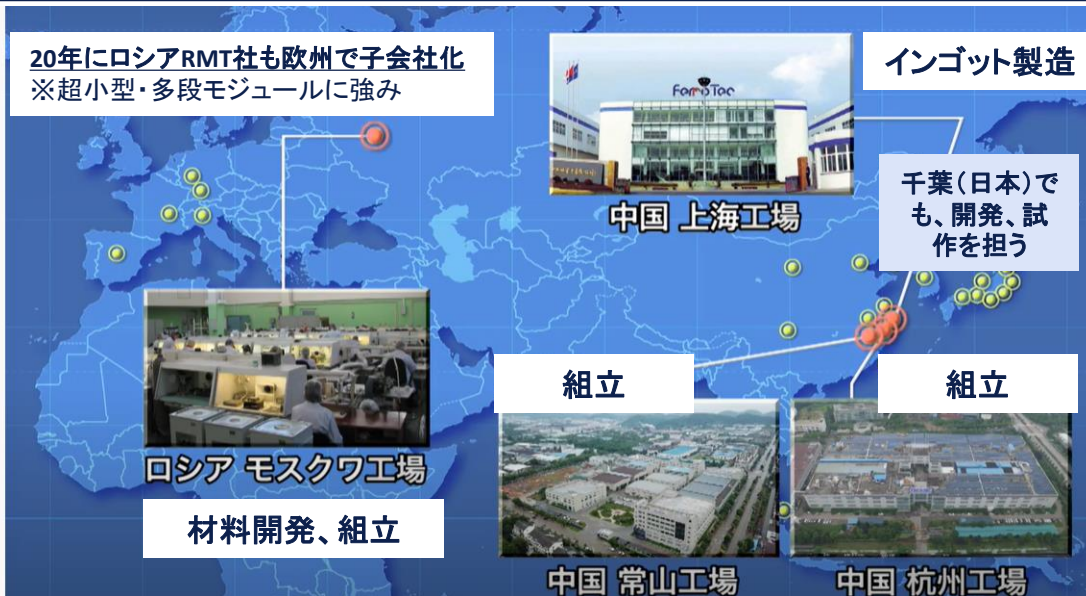 20年にロシアRMT社も欧州で子会社化
※超小型・多段モジュールに強み
FerroTec
インゴット製造
中国 上海工場
千葉（日本）で
も、開発、試
作を担う
組立
組立
ロシア モスクワ工場
材料開発、組立
中国 常山工場
中国 杭州工場